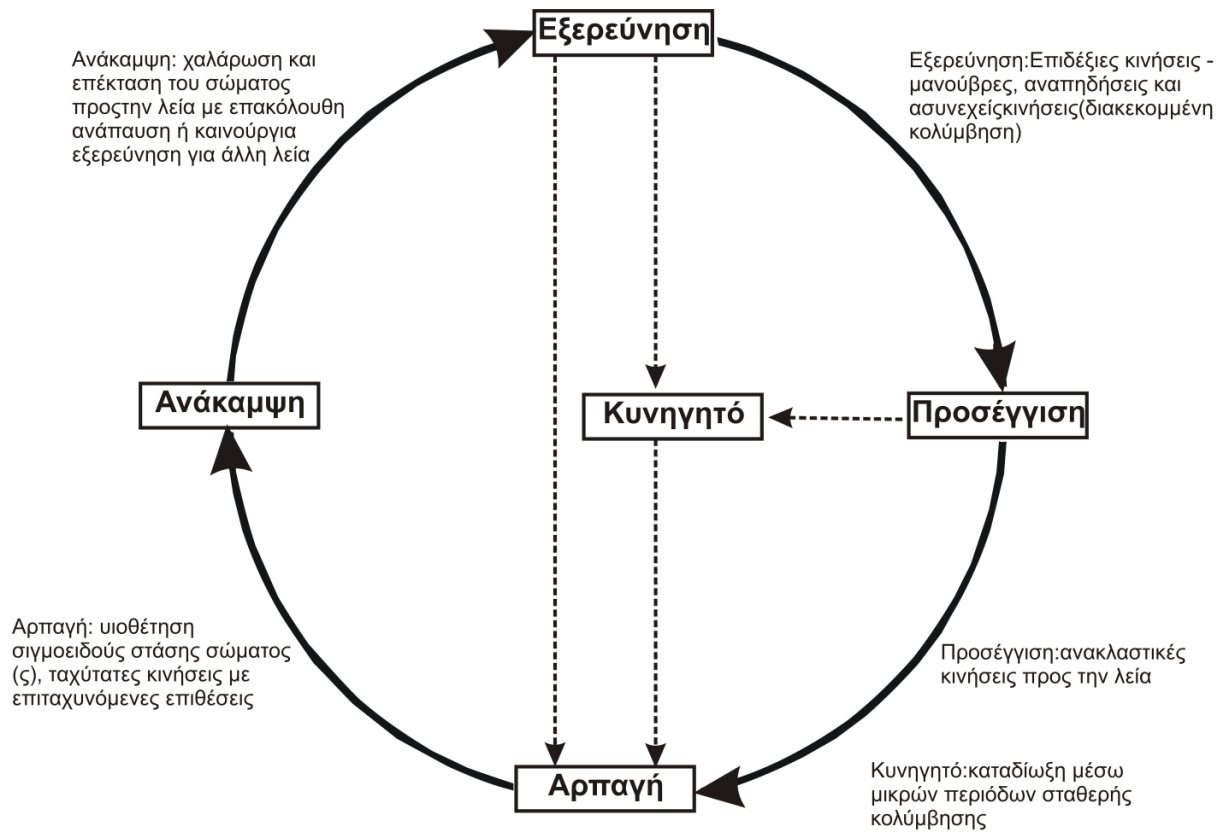 Εξερεύνηση
Ανάκαμψη: χαλάρωση και
επέκταση του σώματος
προςτην λεία με επακόλουθη
ανάπαυση ή καινούργια
εξερεύνηση για άλλη λεία
Εξερεύνηση:Επιδέξιες κινήσεις -
μανούβρες, αναπηδήσεις και
ασυνεχείςκινήσεις(διακεκομμένη
κολύμβηση)
Ανάκαμψη
Κυνηγητό
Προσέγγιση
Αρπαγή: υιοθέτηση
σιγμοειδούς στάσης σώματος
(ς), ταχύτατες κινήσεις με
επιταχυνόμενες επιθέσεις
Προσέγγιση:ανακλαστικές
κινήσεις προς την λεία
Αρπαγή
Κυνηγητό:καταδίωξη μέσω
μικρών περιόδων σταθερής
κολύμβησης